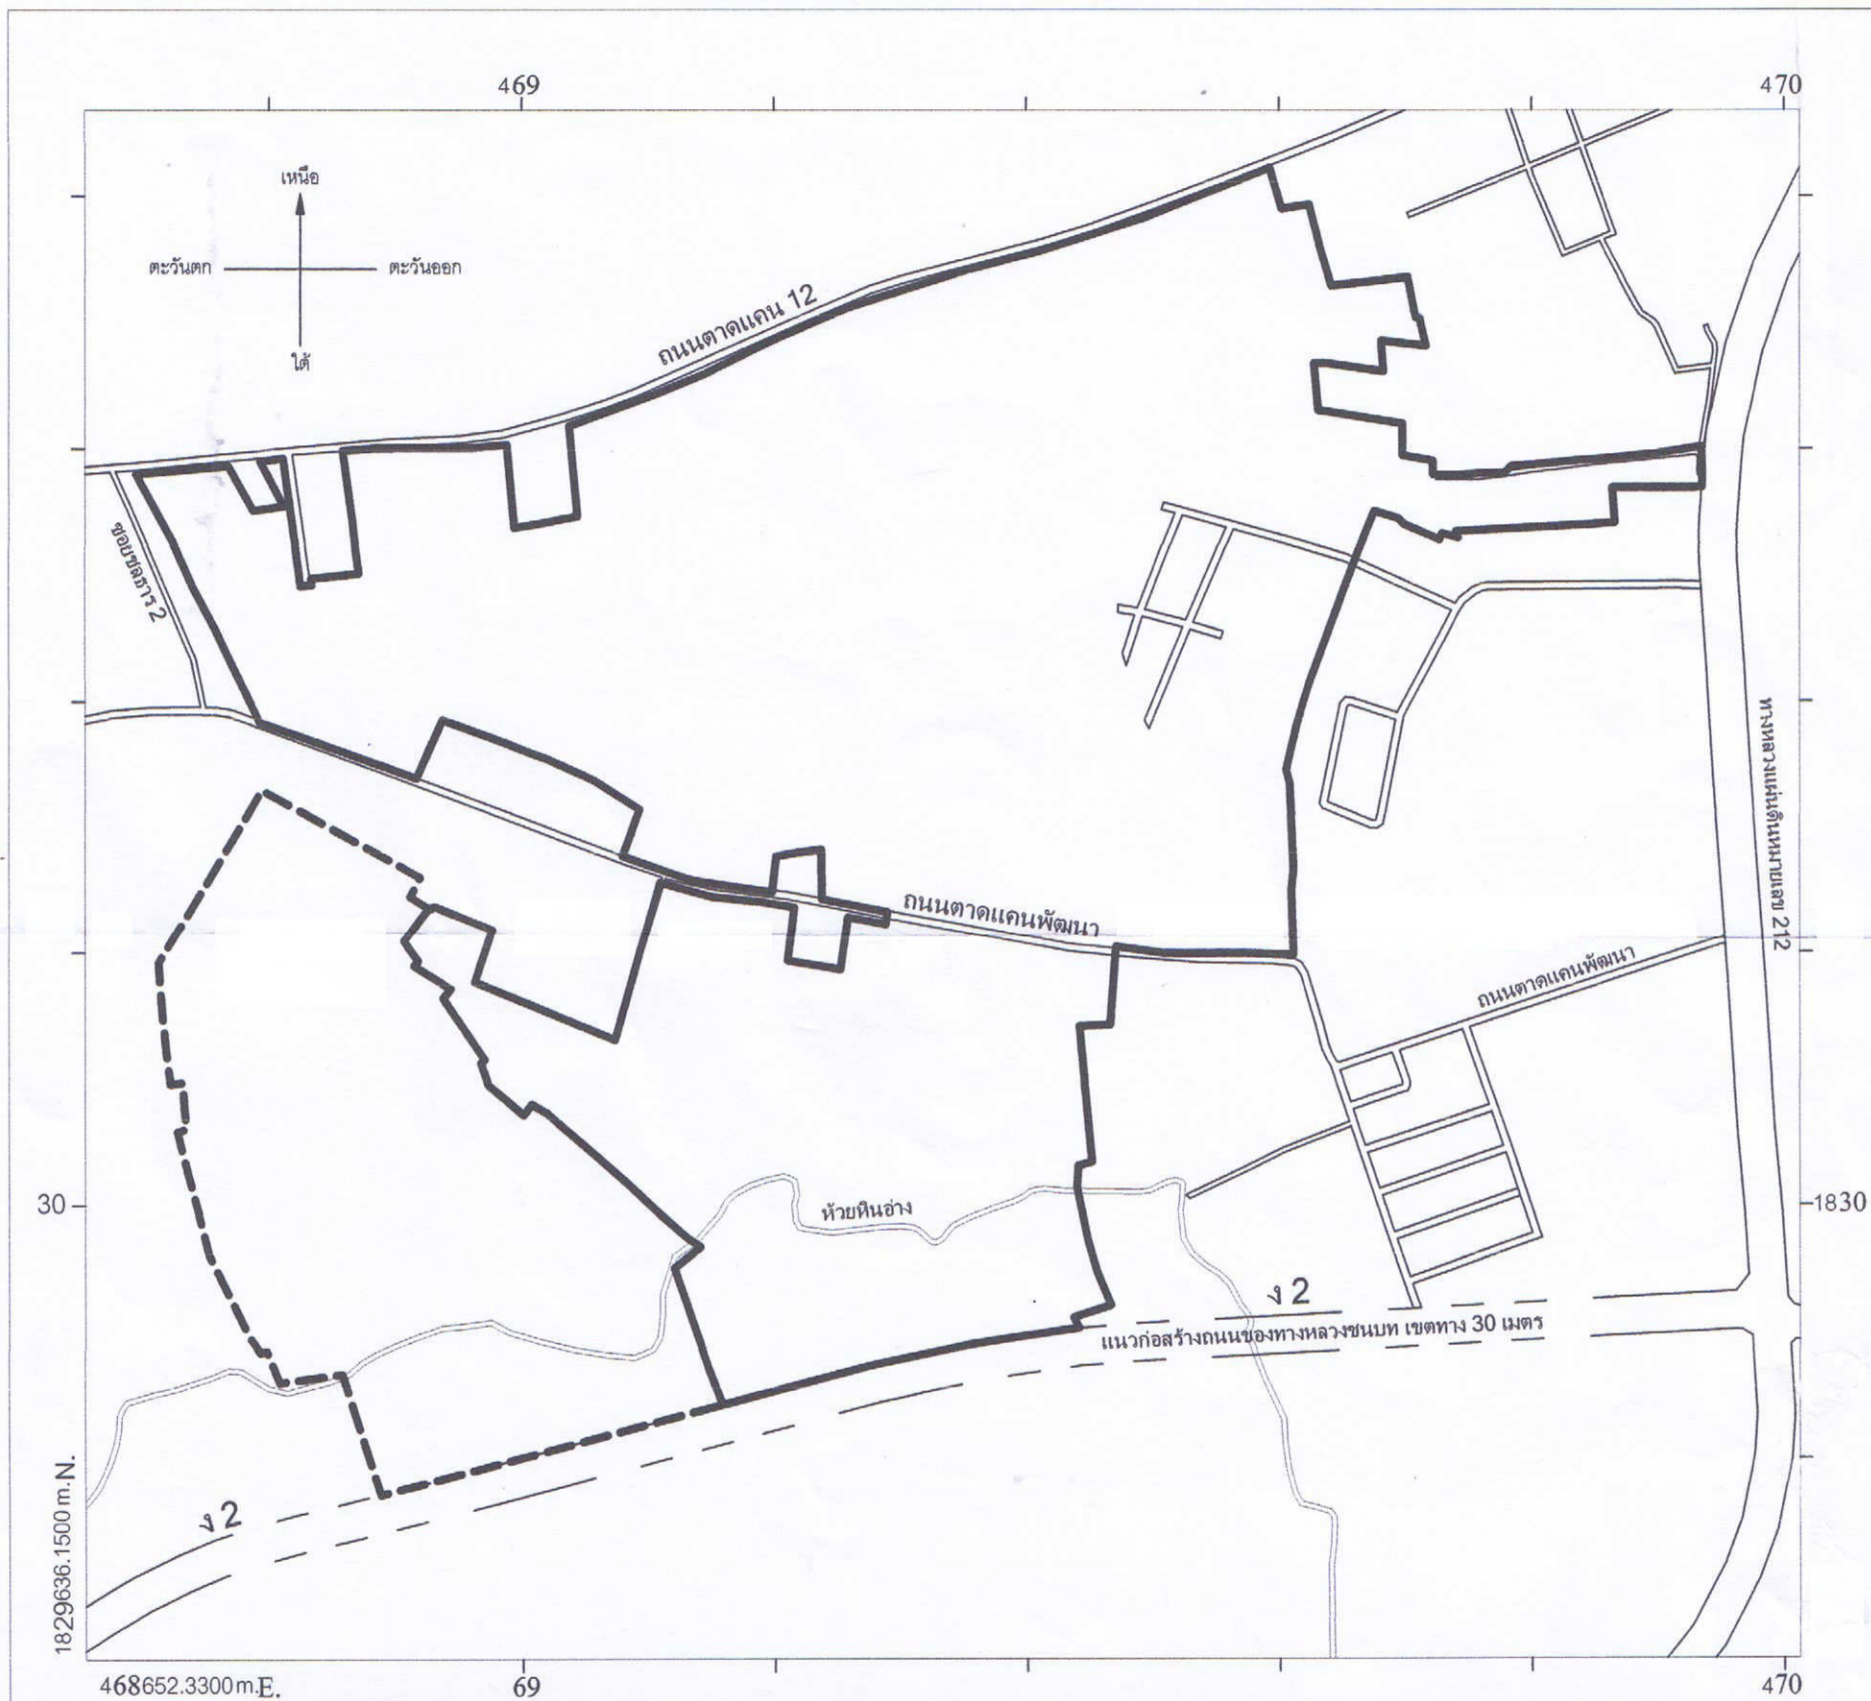 469
470
เหนือ
ตะวันตก
ตะวันออก
ใต้
ถนนตาดแคน 12
ซอยชลธาร 2
ทางหลวงแผ่นดินหมายเลข 212
ถนนตาดแคนพัฒนา
ถนนตาดแคนพัฒนา
30
1830
ห้วยหินอ่าง
ง 2
แนวก่อสร้างถนนของทางหลวงชนบท เขตทาง 30 เมตร
ง 2
1829636.1500 m.N.
468652.3300 m.E.
69
470